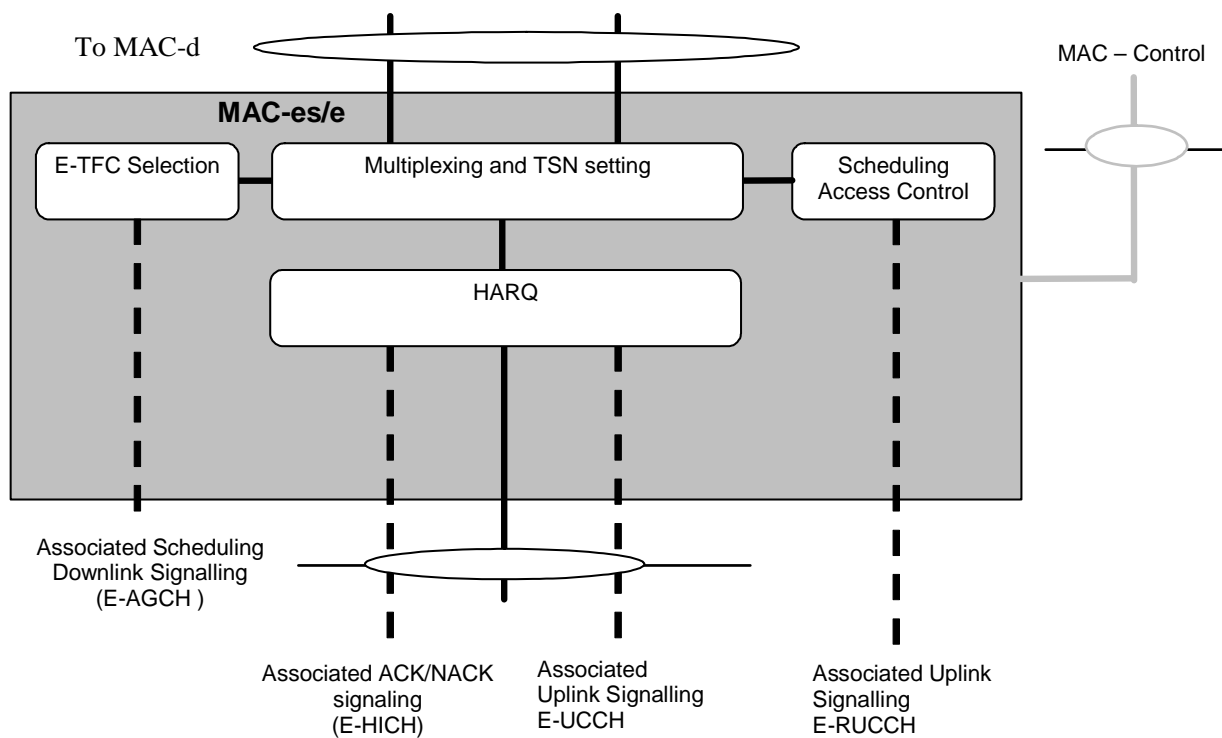 To MAC-d
MAC – Control
MAC-es/e
E-TFC Selection
Multiplexing and TSN setting
Scheduling
Access Control
HARQ
Associated Scheduling
Downlink Signalling
(E-AGCH )
Associated ACK/NACK
signaling
(E-HICH)
Associated
Uplink Signalling
E-UCCH
Associated Uplink
Signalling
E-RUCCH